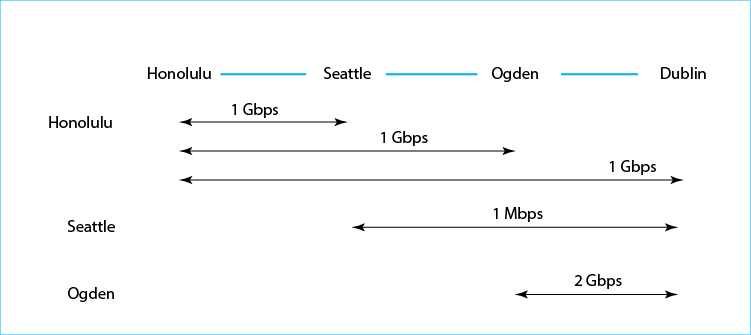 Honolulu Seattle Ogden Dublin
1 Gbps
Honolulu
1 Gbps
1 Gbps
1 Mbps
Seattle
2 Gbps
Ogden